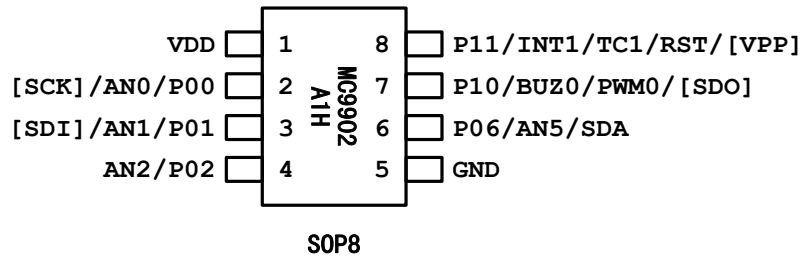 VDD 1 8 P11/INT1/TC1/RST/[VPP]
[SCK]/AN0/P00 2 7 P10/BUZ0/PWM0/[SDO]
[SDI]/AN1/P01 3 6 P06/AN5/SDA
AN2/P02 4 5 GND
MC9902
A1H
SOP8